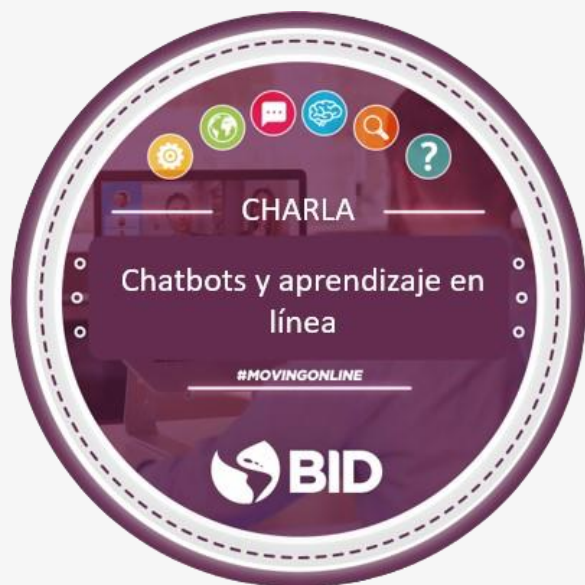 ?
CHARLA
Chatbots y aprendizaje en
línea
#MOVINGONLINE
BID